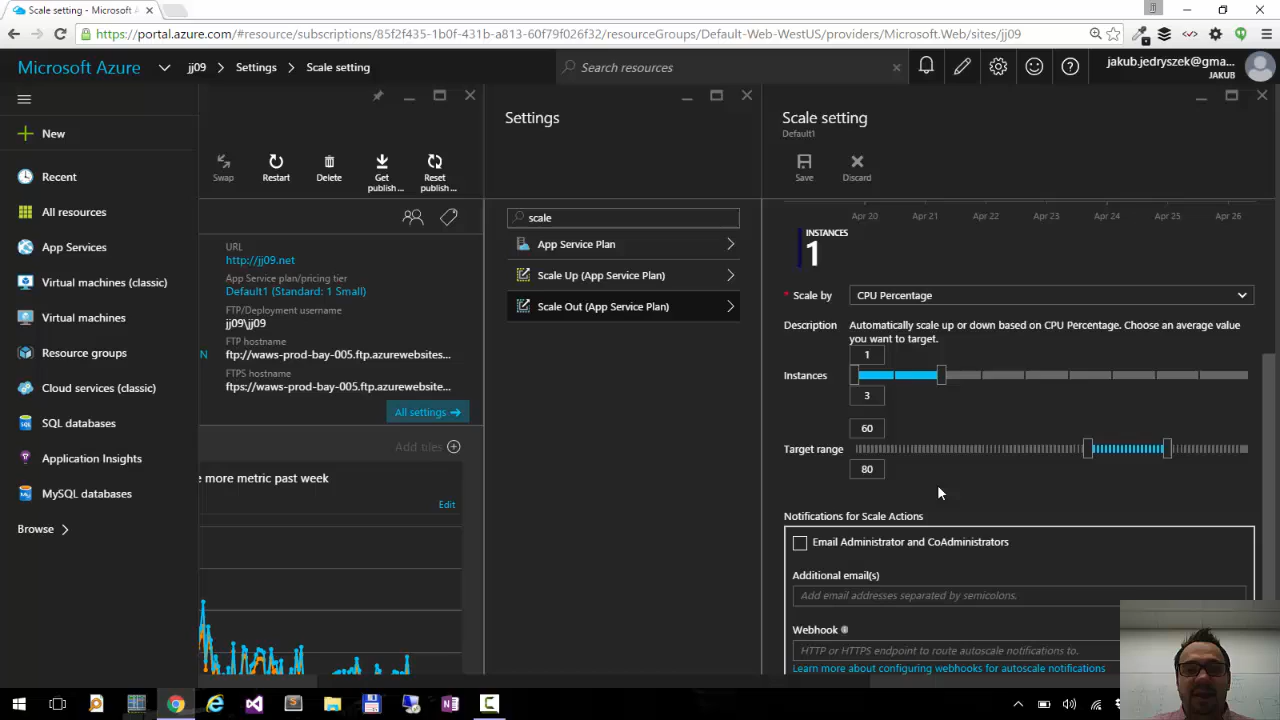 Scale setting - Microsoft A
https://portal.azure.com/#resource/subscriptions/85f2f435-1b0f-431b-a813-60f79f026f32/resourceGroups/Default-Web-WestUS/providers/Microsoft.Web/sites/jj09
Microsoft Azure
jj09
Settings
Scale setting
Search resources
jakub.jedryszek@gma...
JAKUB
New
Recent
All resources
App Services
Virtual machines (classic)
Virtual machines
Resource groups
Cloud services (classic)
SQL databases
Application Insights
MySQL databases
Browse
Swap
Restart
Delete
Get
publish...
Reset
publish...
URL
http://jj09.net
App Service plan/pricing tier
Default1 (Standard: 1 Small)
FTP/Deployment username
jj09\jj09
FTP hostname
ftp://waws-prod-bay-005.ftp.azurewebsites...
FTPS hostname
ftps://waws-prod-bay-005.ftp.azurewebsite...
N
All settings
Add tiles
e more metric past week
Edit
Settings
scale
App Service Plan
Scale Up (App Service Plan)
Scale Out (App Service Plan)
Scale setting
Default1
Save
Discard
Apr 20 Apr 21 Apr 22 Apr 23 Apr 24 Apr 25 Apr 26
INSTANCES
1
* Scale by
CPU Percentage
Description
Automatically scale up or down based on CPU Percentage. Choose an average value
you want to target.
1
Instances
3
60
Target range
80
Notifications for Scale Actions
Email Administrator and CoAdministrators
Additional email(s)
Add email addresses separated by semicolons.
Webhook
HTTP or HTTPS endpoint to route autoscale notifications to.
Learn more about configuring webhooks for autoscale notifications